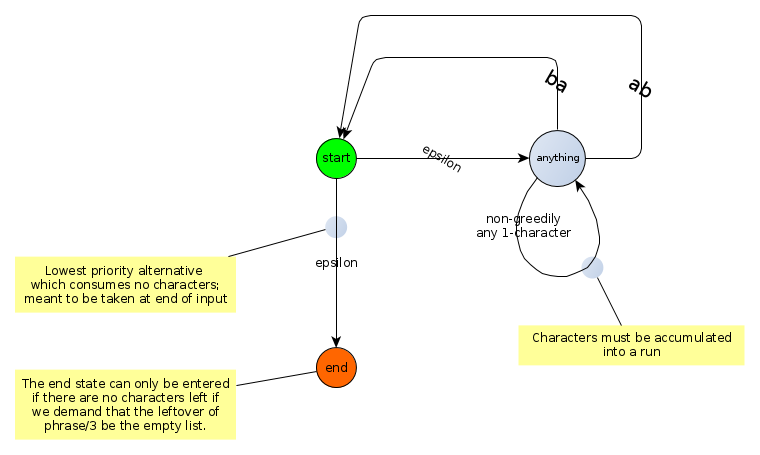 ba
ab
start
epsilon
anything
non-greedily
any 1-character
epsilon
Lowest priority alternative
which consumes no characters;
meant to be taken at end of input
Characters must be accumulated
into a run
end
The end state can only be entered
if there are no characters left if
we demand that the leftover of
phrase/3 be the empty list.